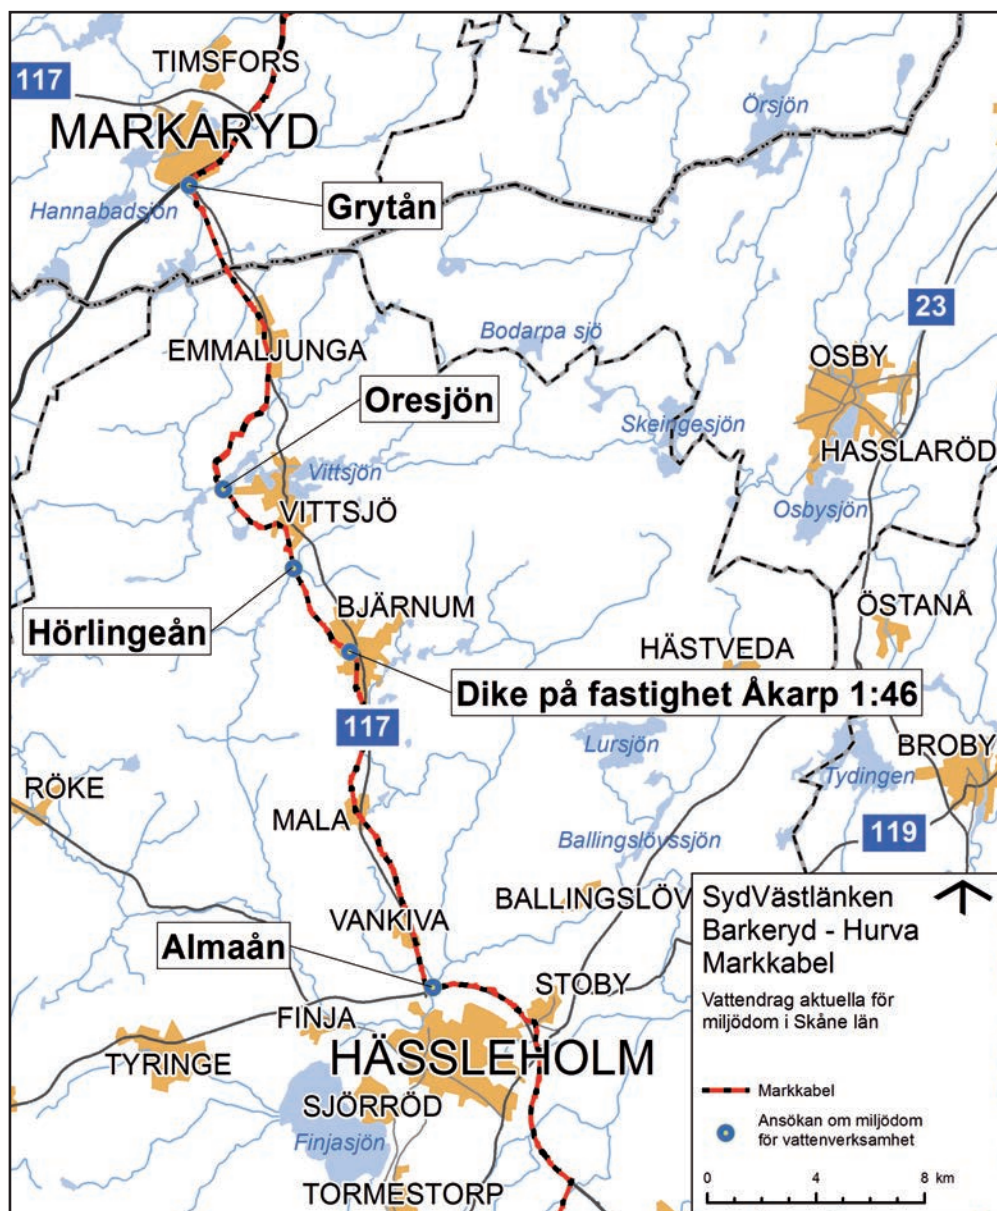 TIMSFORS
117
MARKARYD
Örsjön
Hannabadsjön
Grytån
23
Bodarpa sjö
EMMALJUNGA
OSBY
Oresjön
Skeingesjön
HASSLARÖD
Vittsjön
VITTSJÖ
Osbysjön
BJÄRNUM
ÖSTANÅ
Hörlingeån
HÄSTVEDA
Dike på fastighet Åkarp 1:46
117
Lursjön
BROBY
Tydingen
RÖKE
MALA
119
Ballingslövssjön
BALLINGSLÖV
VANKIVA
Almaån
STOBY
FINJA
HÄSSLEHOLM
TYRINGE
SJÖRRÖD
Finjasjön
TORMESTORP
SydVästlänken
Barkeryd - Hurva
Markkabel
Vattendrag aktuella för
miljödom i Skåne län
Markkabel
Ansökan om miljödom
för vattenverksamhet
0 4 8 km